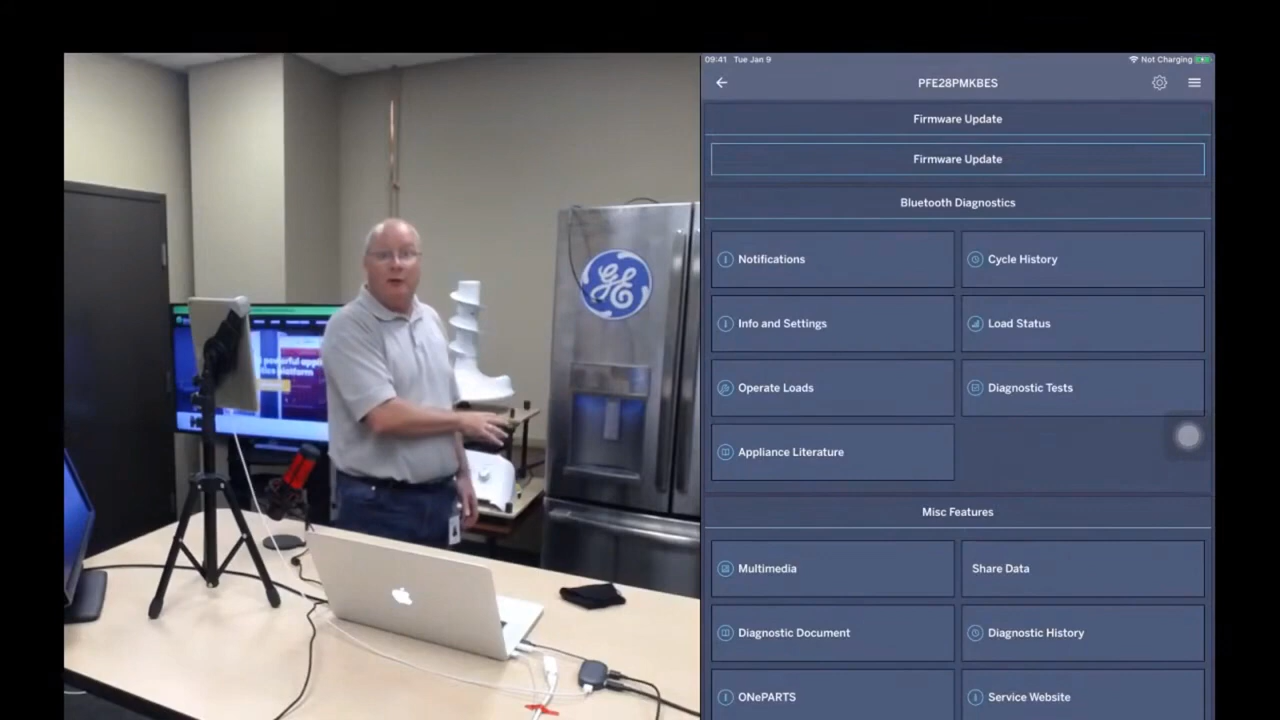 09:41 Tue Jan 9
Not Charging
PFE28PMKBES
Firmware Update
Firmware Update
Bluetooth Diagnostics
Notifications
Cycle History
Info and Settings
Load Status
Operate Loads
Diagnostic Tests
Appliance Literature
Misc Features
Multimedia
Share Data
Diagnostic Document
Diagnostic History
ONePARTS
Service Website
GE
powerful
platform